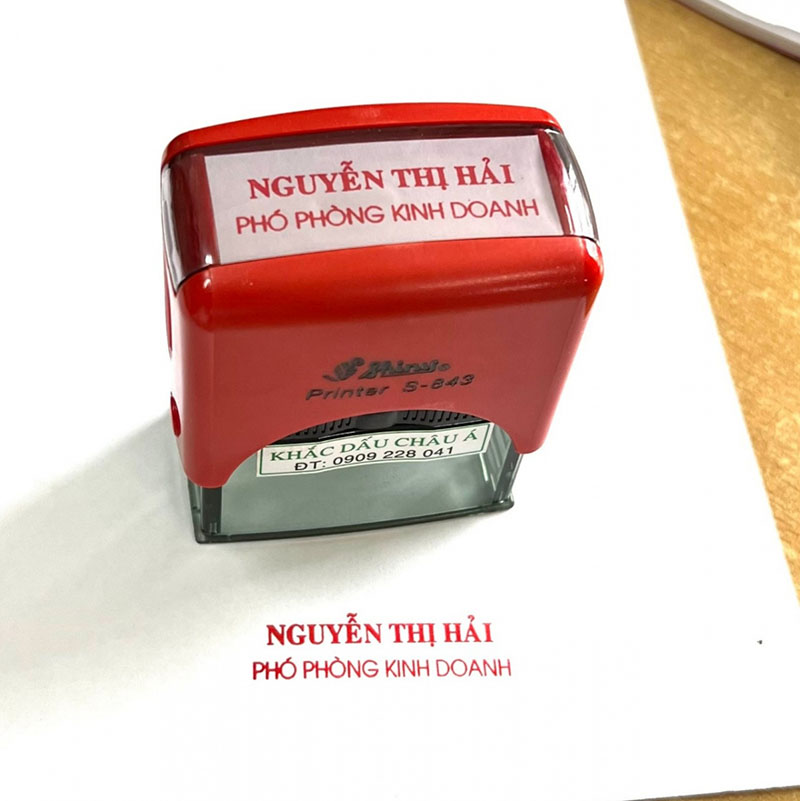 NGUYỄN THỊ HẢI
PHÓ PHÒNG KINH DOANH
Shiny®
Printer S-843
KHẮC DẤU CHÂU Á
ĐT: 0909 228 041
NGUYỄN THỊ HẢI
PHÓ PHÒNG KINH DOANH